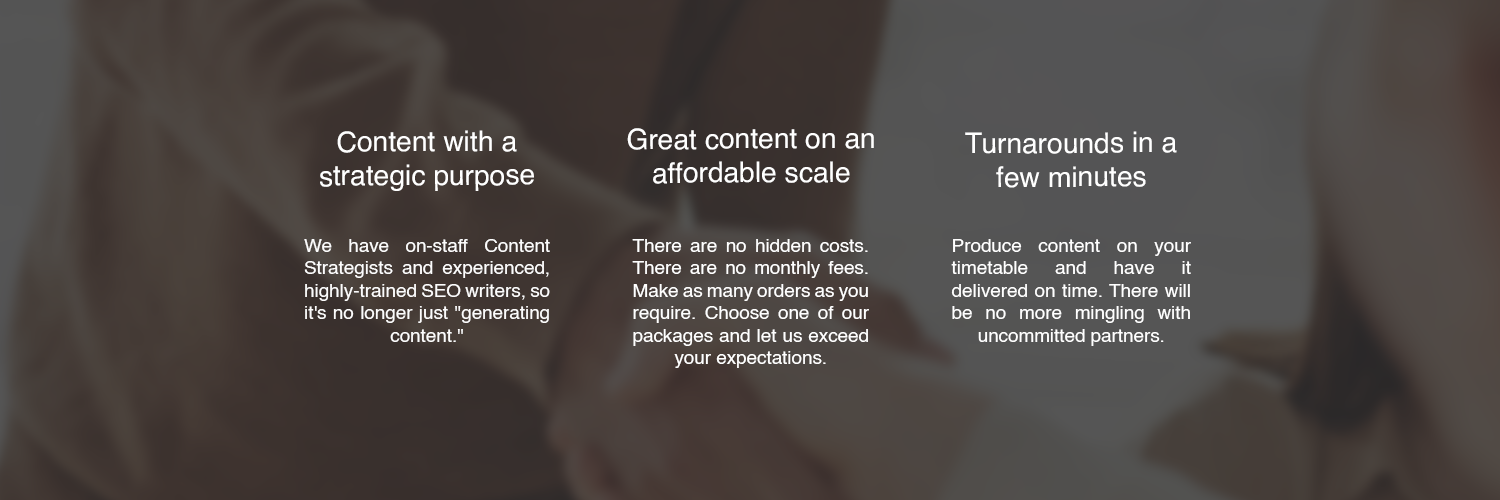 Content with a
strategic purpose
We have on-staff Content
Strategists and experienced,
highly-trained SEO writers, so
it's no longer just "generating
content."
Great content on an
affordable scale
There are no hidden costs.
There are no monthly fees.
Make as many orders as you
require. Choose one of our
packages and let us exceed
your expectations.
Turnarounds in a
few minutes
Produce content on your
timetable and have it
delivered on time. There will
be no more mingling with
uncommitted partners.